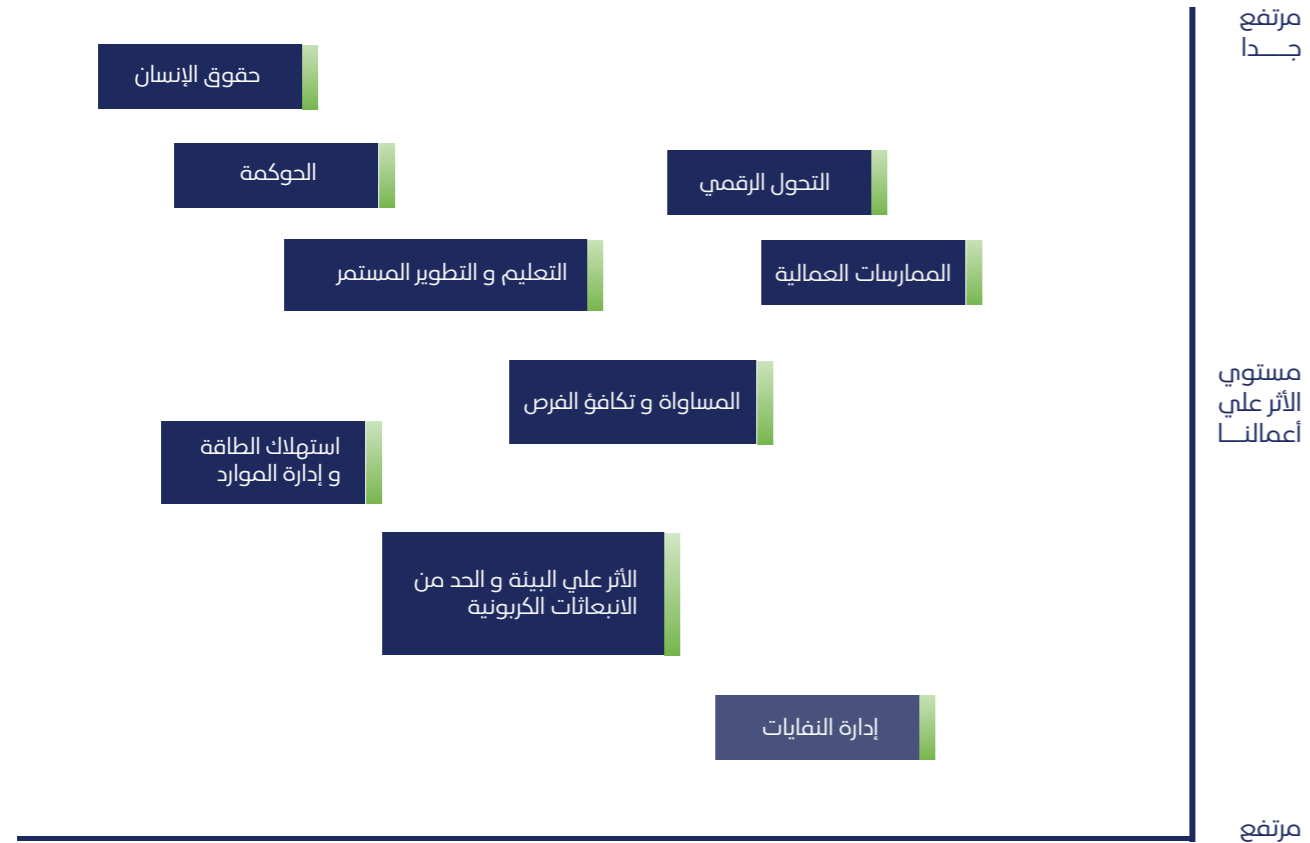 مرتفع
جـــــدا
حقوق الإنسان
التحول الرقمي
الحوكمة
الممارسات العمالية
التعليم و التطوير المستمر
مستوي
الأثر علي
أعمالنـــا
المساواة و تكافؤ الفرص
استهلاك الطاقة
و إدارة الموارد
الأثر علي البيئة و الحد من
الانبعاثات الكربونية
إدارة النفايات
مرتفع